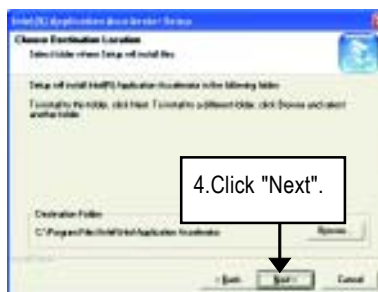 Intel(R) Application Accelerator Setup
Choose Destination Location
Select folder where Setup will install files.
Setup will install Intel(R) Application Accelerator in the following folder.
To install to this folder, click Next. To install to a different folder, click Browse and select
another folder.
4.Click "Next".
Destination Folder
C:\Program Files\Intel\Intel Application Accelerator
Browse...
< Back
Next >
Cancel